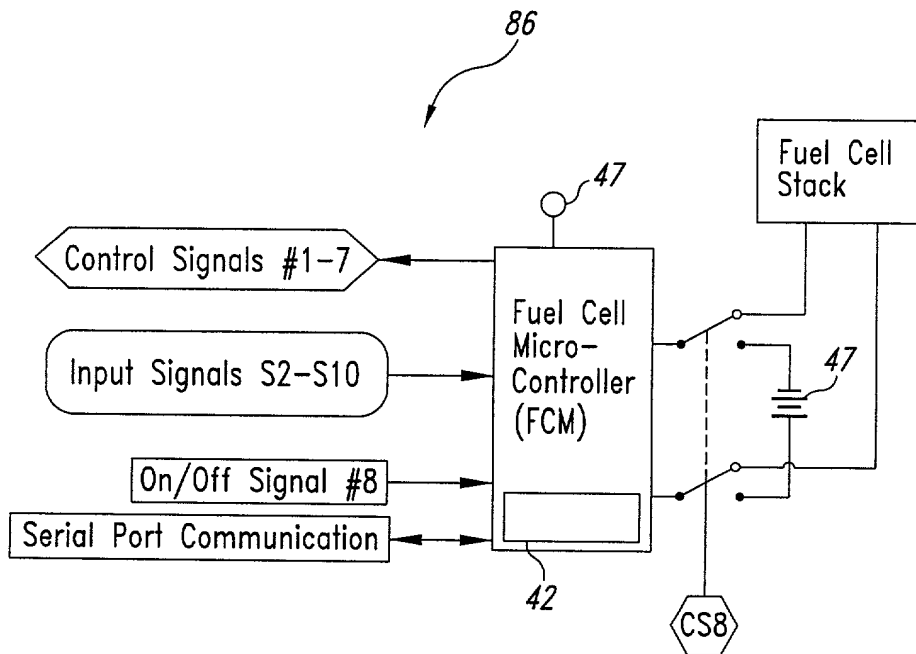 86
Fuel Cell
Stack
47
Control Signals #1-7
Fuel Cell
Micro-
Controller
(FCM)
Input Signals S2-S10
47
On/Off Signal #8
Serial Port Communication
42
CS8